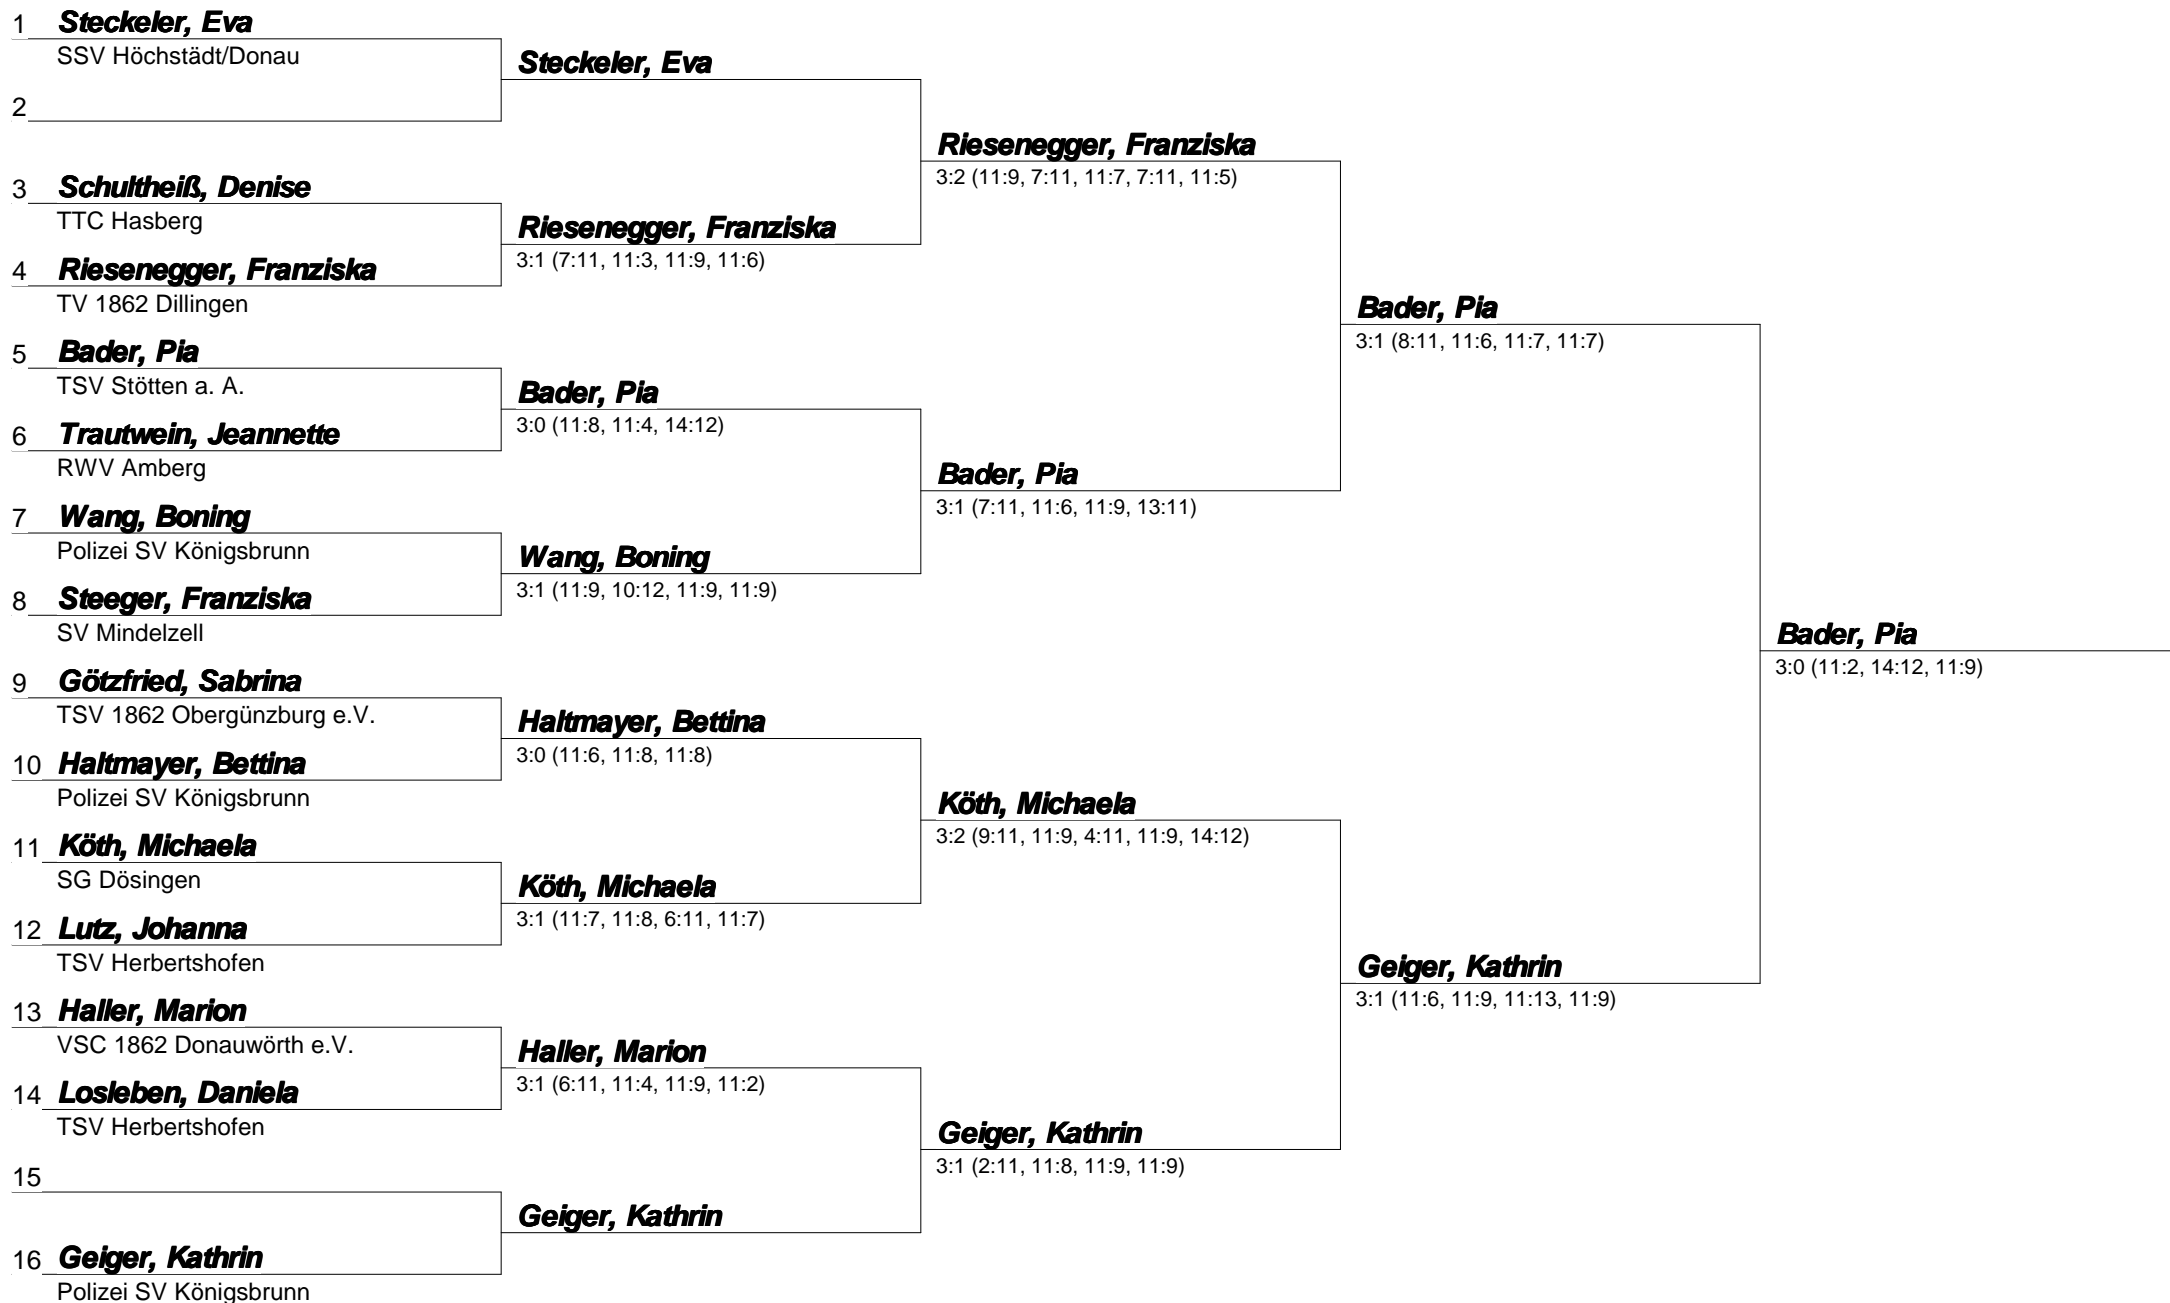 1 Steckeler, Eva
SSV Höchstädt/Donau
Steckeler, Eva
2
Riesenegger, Franziska
3:2 (11:9, 7:11, 11:7, 7:11, 11:5)
3 Schultheiß, Denise
TTC Hasberg
Riesenegger, Franziska
3:1 (7:11, 11:3, 11:9, 11:6)
4 Riesenegger, Franziska
TV 1862 Dillingen
Bader, Pia
3:1 (8:11, 11:6, 11:7, 11:7)
5 Bader, Pia
TSV Stötten a. A.
Bader, Pia
3:0 (11:8, 11:4, 14:12)
6 Trautwein, Jeannette
RWV Amberg
Bader, Pia
3:1 (7:11, 11:6, 11:9, 13:11)
7 Wang, Boning
Polizei SV Königsbrunn
Wang, Boning
3:1 (11:9, 10:12, 11:9, 11:9)
8 Steeger, Franziska
SV Mindelzell
Bader, Pia
3:0 (11:2, 14:12, 11:9)
9 Götzfried, Sabrina
TSV 1862 Obergünzburg e.V.
Haltmayer, Bettina
3:0 (11:6, 11:8, 11:8)
10 Haltmayer, Bettina
Polizei SV Königsbrunn
Köth, Michaela
3:2 (9:11, 11:9, 4:11, 11:9, 14:12)
11 Köth, Michaela
SG Dösingen
Köth, Michaela
3:1 (11:7, 11:8, 6:11, 11:7)
12 Lutz, Johanna
TSV Herbertshofen
Geiger, Kathrin
3:1 (11:6, 11:9, 11:13, 11:9)
13 Haller, Marion
VSC 1862 Donauwörth e.V.
Haller, Marion
3:1 (6:11, 11:4, 11:9, 11:2)
14 Losleben, Daniela
TSV Herbertshofen
Geiger, Kathrin
3:1 (2:11, 11:8, 11:9, 11:9)
15
Geiger, Kathrin
16 Geiger, Kathrin
Polizei SV Königsbrunn